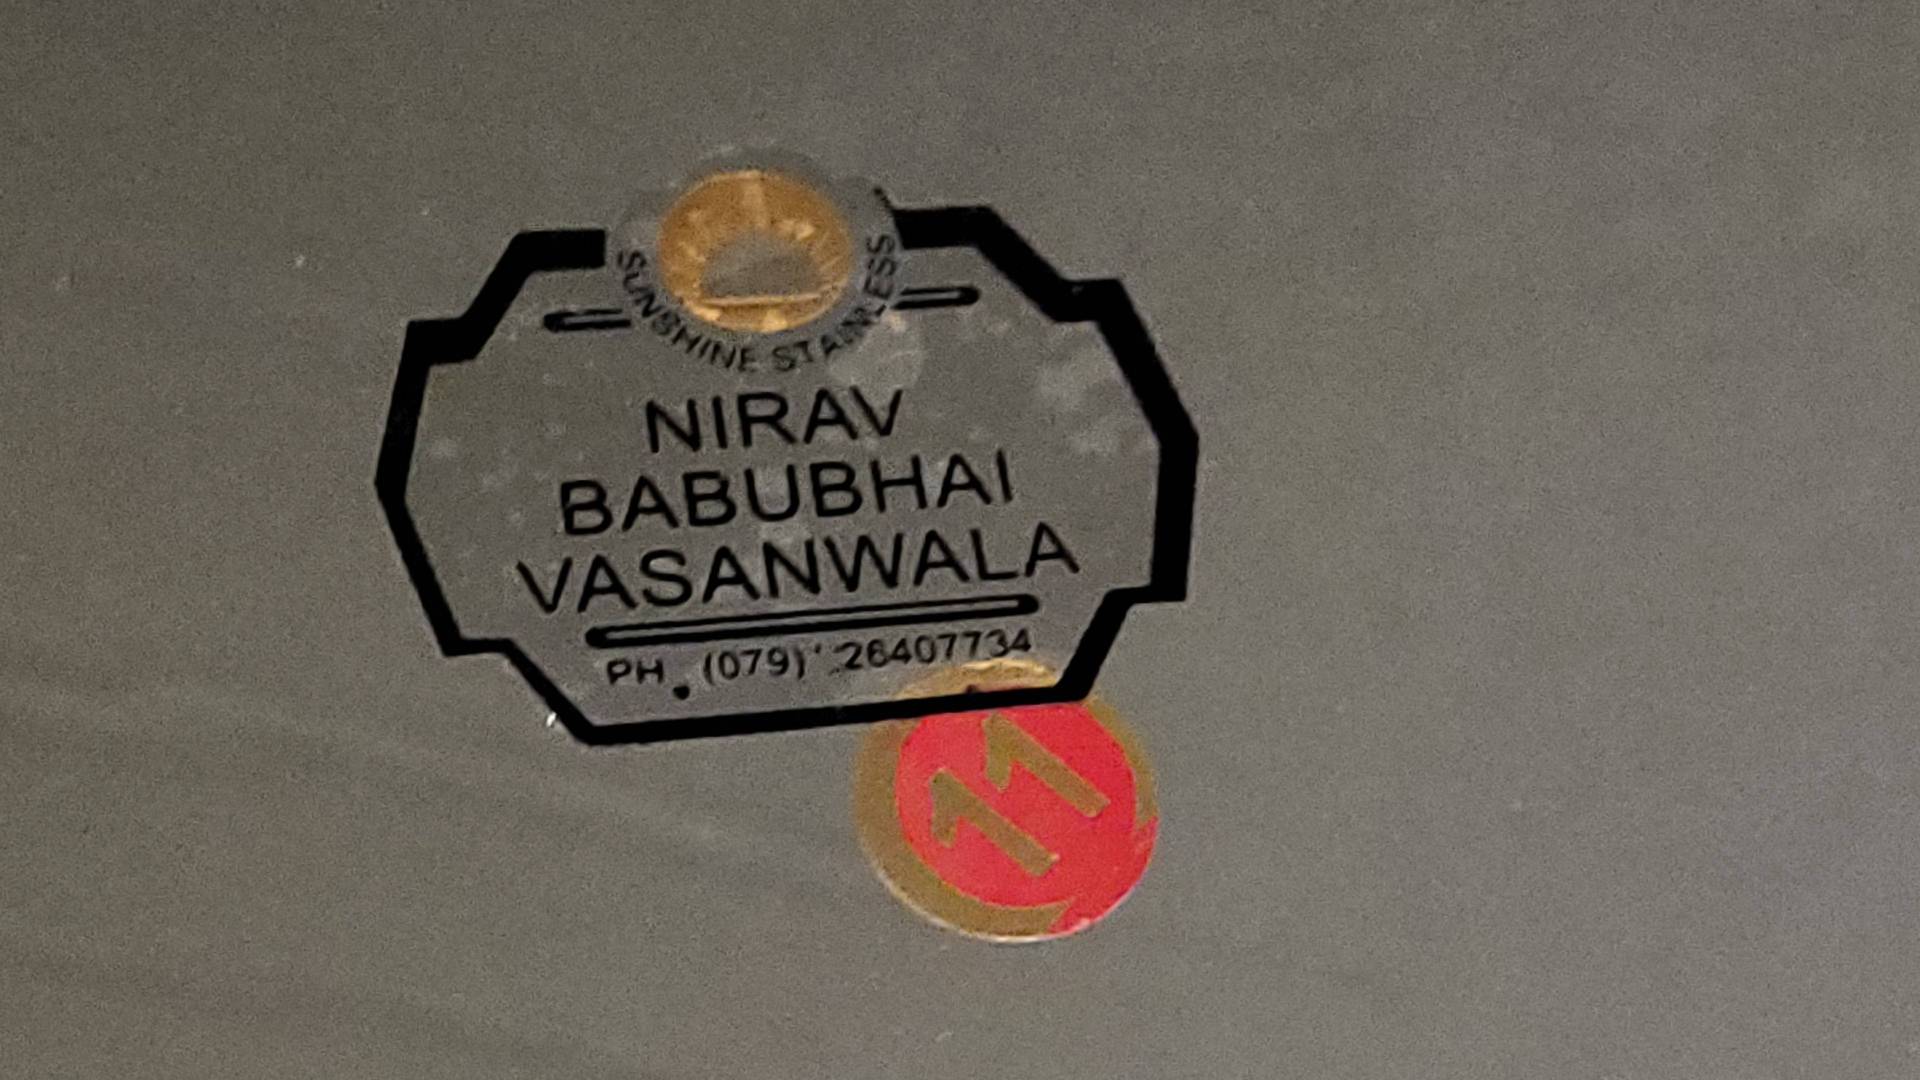 SUNSHINE STAINLESS
NIRAV
BABUBHAI
VASANWALA
PH. (079) 26407734
11